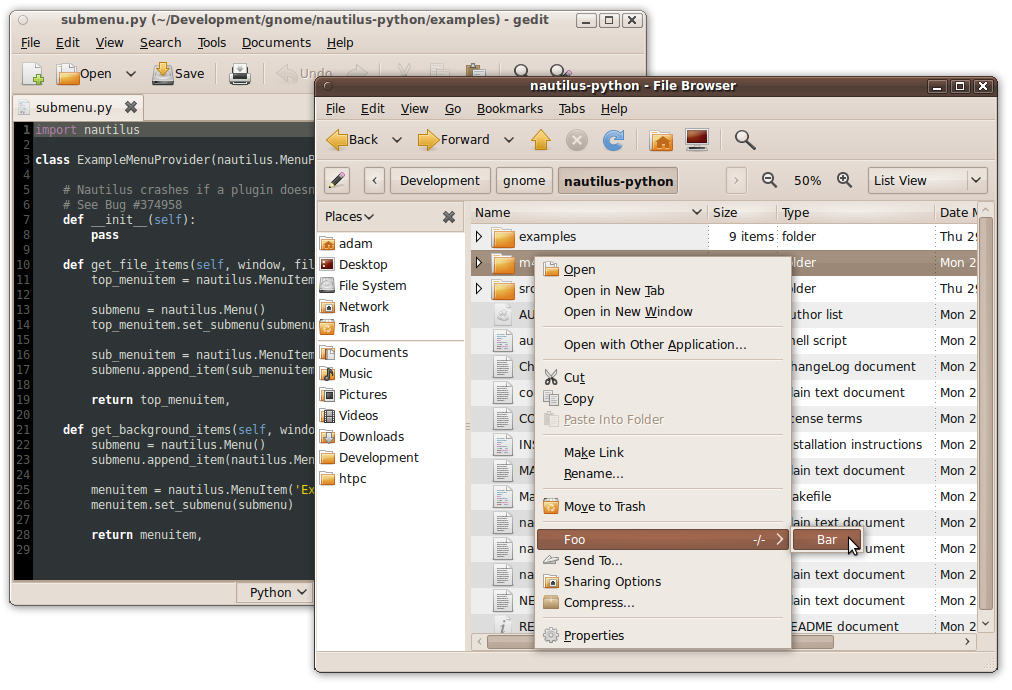 submenu.py (~/Development/gnome/nautilus-python/examples) - gedit
File Edit View Search Tools Documents Help
Open Save Undo
submenu.py
1 import nautilus
2
3 class ExampleMenuProvider(nautilus.MenuP
4
5 # Nautilus crashes if a plugin doesn
6 # See Bug #374958
7 def __init__(self):
8 pass
9
10 def get_file_items(self, window, fil
11 top_menuitem = nautilus.MenuItem
12
13 submenu = nautilus.Menu()
14 top_menuitem.set_submenu(submenu
15
16 sub_menuitem = nautilus.MenuItem
17 submenu.append_item(sub_menuitem
18
19 return top_menuitem,
20
21 def get_background_items(self, windo
22 submenu = nautilus.Menu()
23 submenu.append_item(nautilus.Men
24
25 menuitem = nautilus.MenuItem('Ex
26 menuitem.set_submenu(submenu)
27
28 return menuitem,
29
Python
nautilus-python - File Browser
File Edit View Go Bookmarks Tabs Help
Back Forward
Development gnome nautilus-python 50% List View
Places
adam
Desktop
File System
Network
Trash
Documents
Music
Pictures
Videos
Downloads
Development
htpc
Name Size Type Date M
examples 9 items folder Thu 29
m older Mon 2
src older Thu 29
AU uthor list Mon 2
au hell script Mon 2
Ch hangeLog document Mon 2
co lain text document Mon 2
CO cense terms Mon 2
INS stallation instructions Mon 2
MA lain text document Mon 2
Ma akefile Mon 2
na lain text document Mon 2
na lain text document Mon 2
na lain text document Mon 2
NE lain text document Mon 2
RE EADME document Mon 2
Open
Open in New Tab
Open in New Window
Open with Other Application...
Cut
Copy
Paste Into Folder
Make Link
Rename...
Move to Trash
Foo -/-
Bar
Send To...
Sharing Options
Compress...
Properties